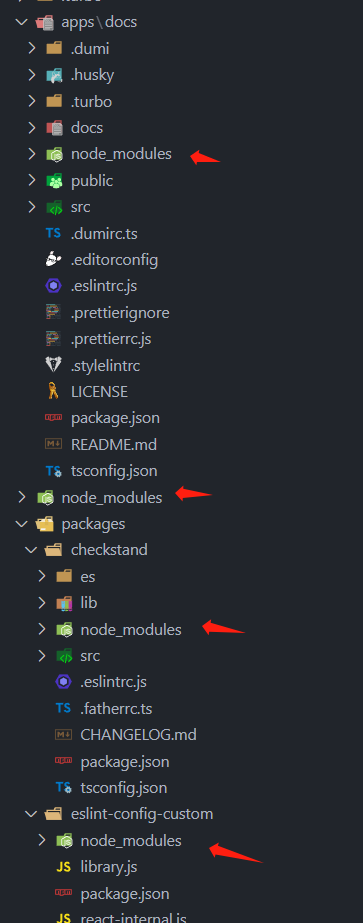 apps\docs
.dumi
.husky
.turbo
docs
node_modules
public
src
TS .dumirc.ts
.editorconfig
.eslintrc.js
.prettierignore
.prettierrc.js
.stylelintrc
LICENSE
package.json
README.md
TS tsconfig.json
node_modules
packages
checkstand
es
lib
node_modules
src
.eslintrc.js
TS .fatherrc.ts
CHANGELOG.md
package.json
TS tsconfig.json
eslint-config-custom
node_modules
JS library.js
package.json
JS react-internal.js